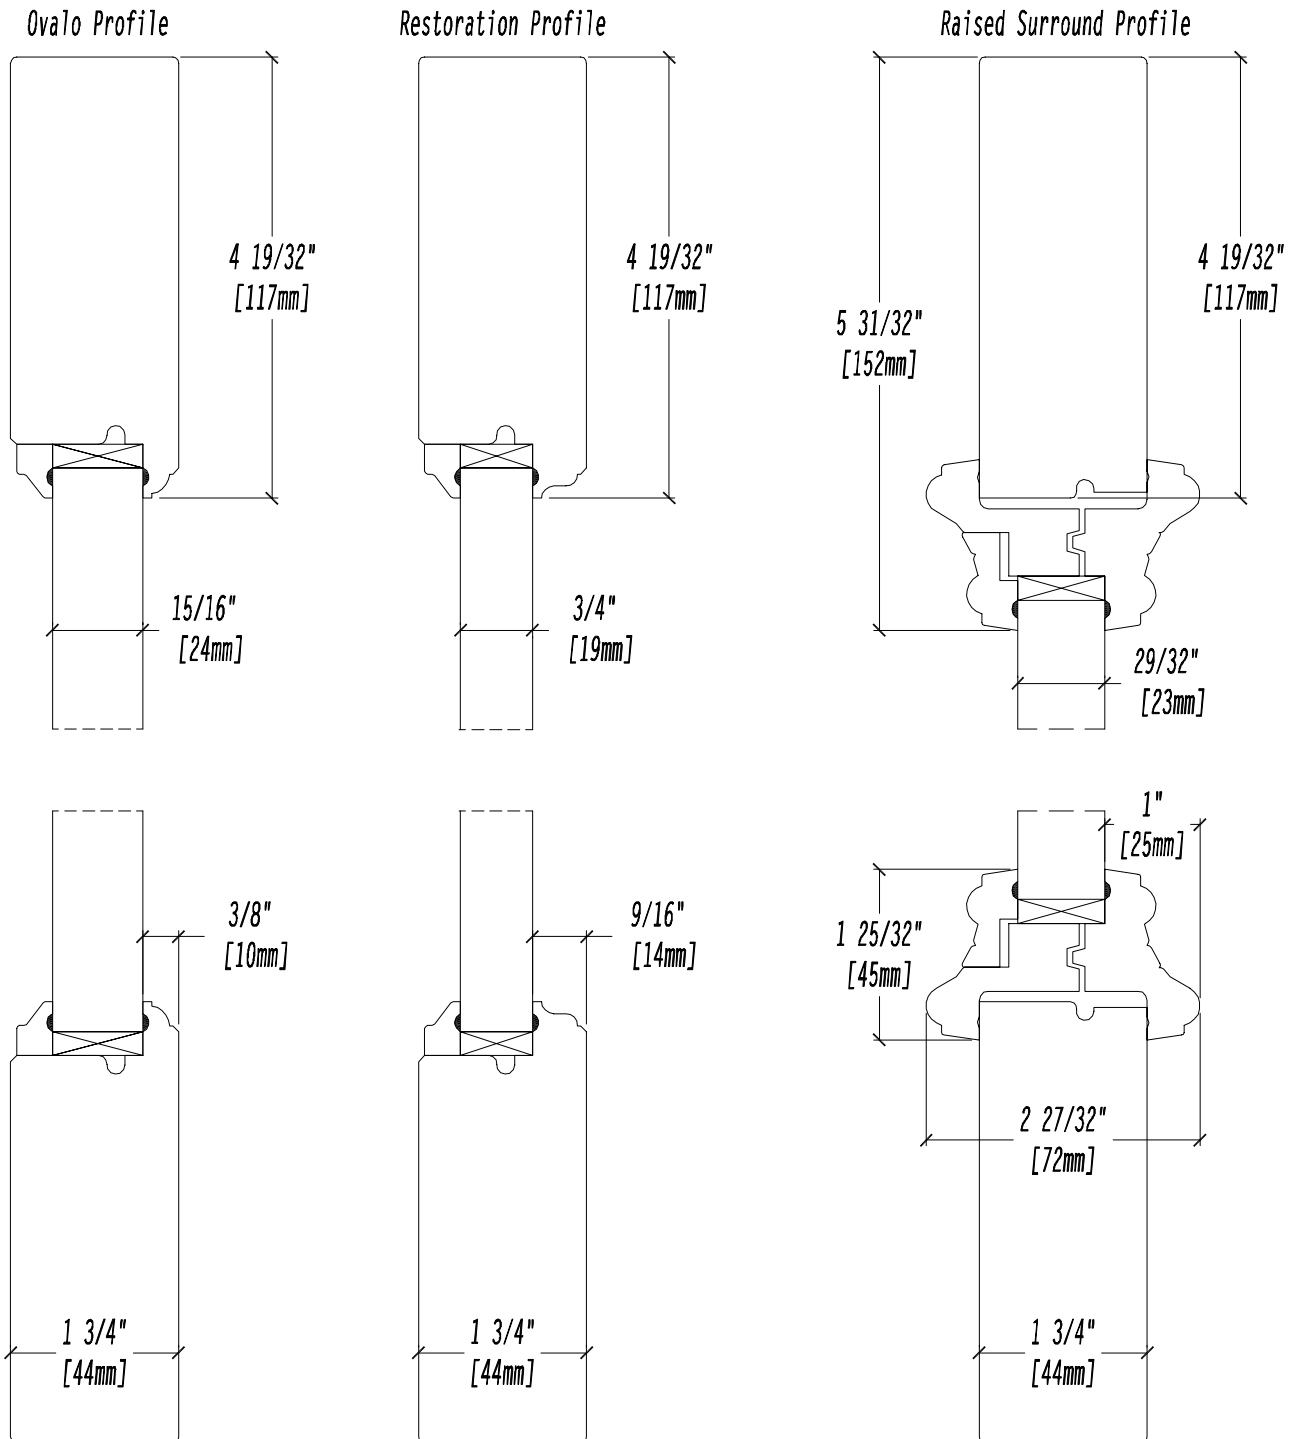 Ovalo Profile
Restoration Profile
Raised Surround Profile
4 19/32"
[117mm]
4 19/32"
[117mm]
4 19/32"
[117mm]
5 31/32"
[152mm]
15/16"
[24mm]
3/4"
[19mm]
29/32"
[23mm]
1"
[25mm]
3/8"
[10mm]
9/16"
[14mm]
1 25/32"
[45mm]
2 27/32"
[72mm]
1 3/4"
[44mm]
1 3/4"
[44mm]
1 3/4"
[44mm]